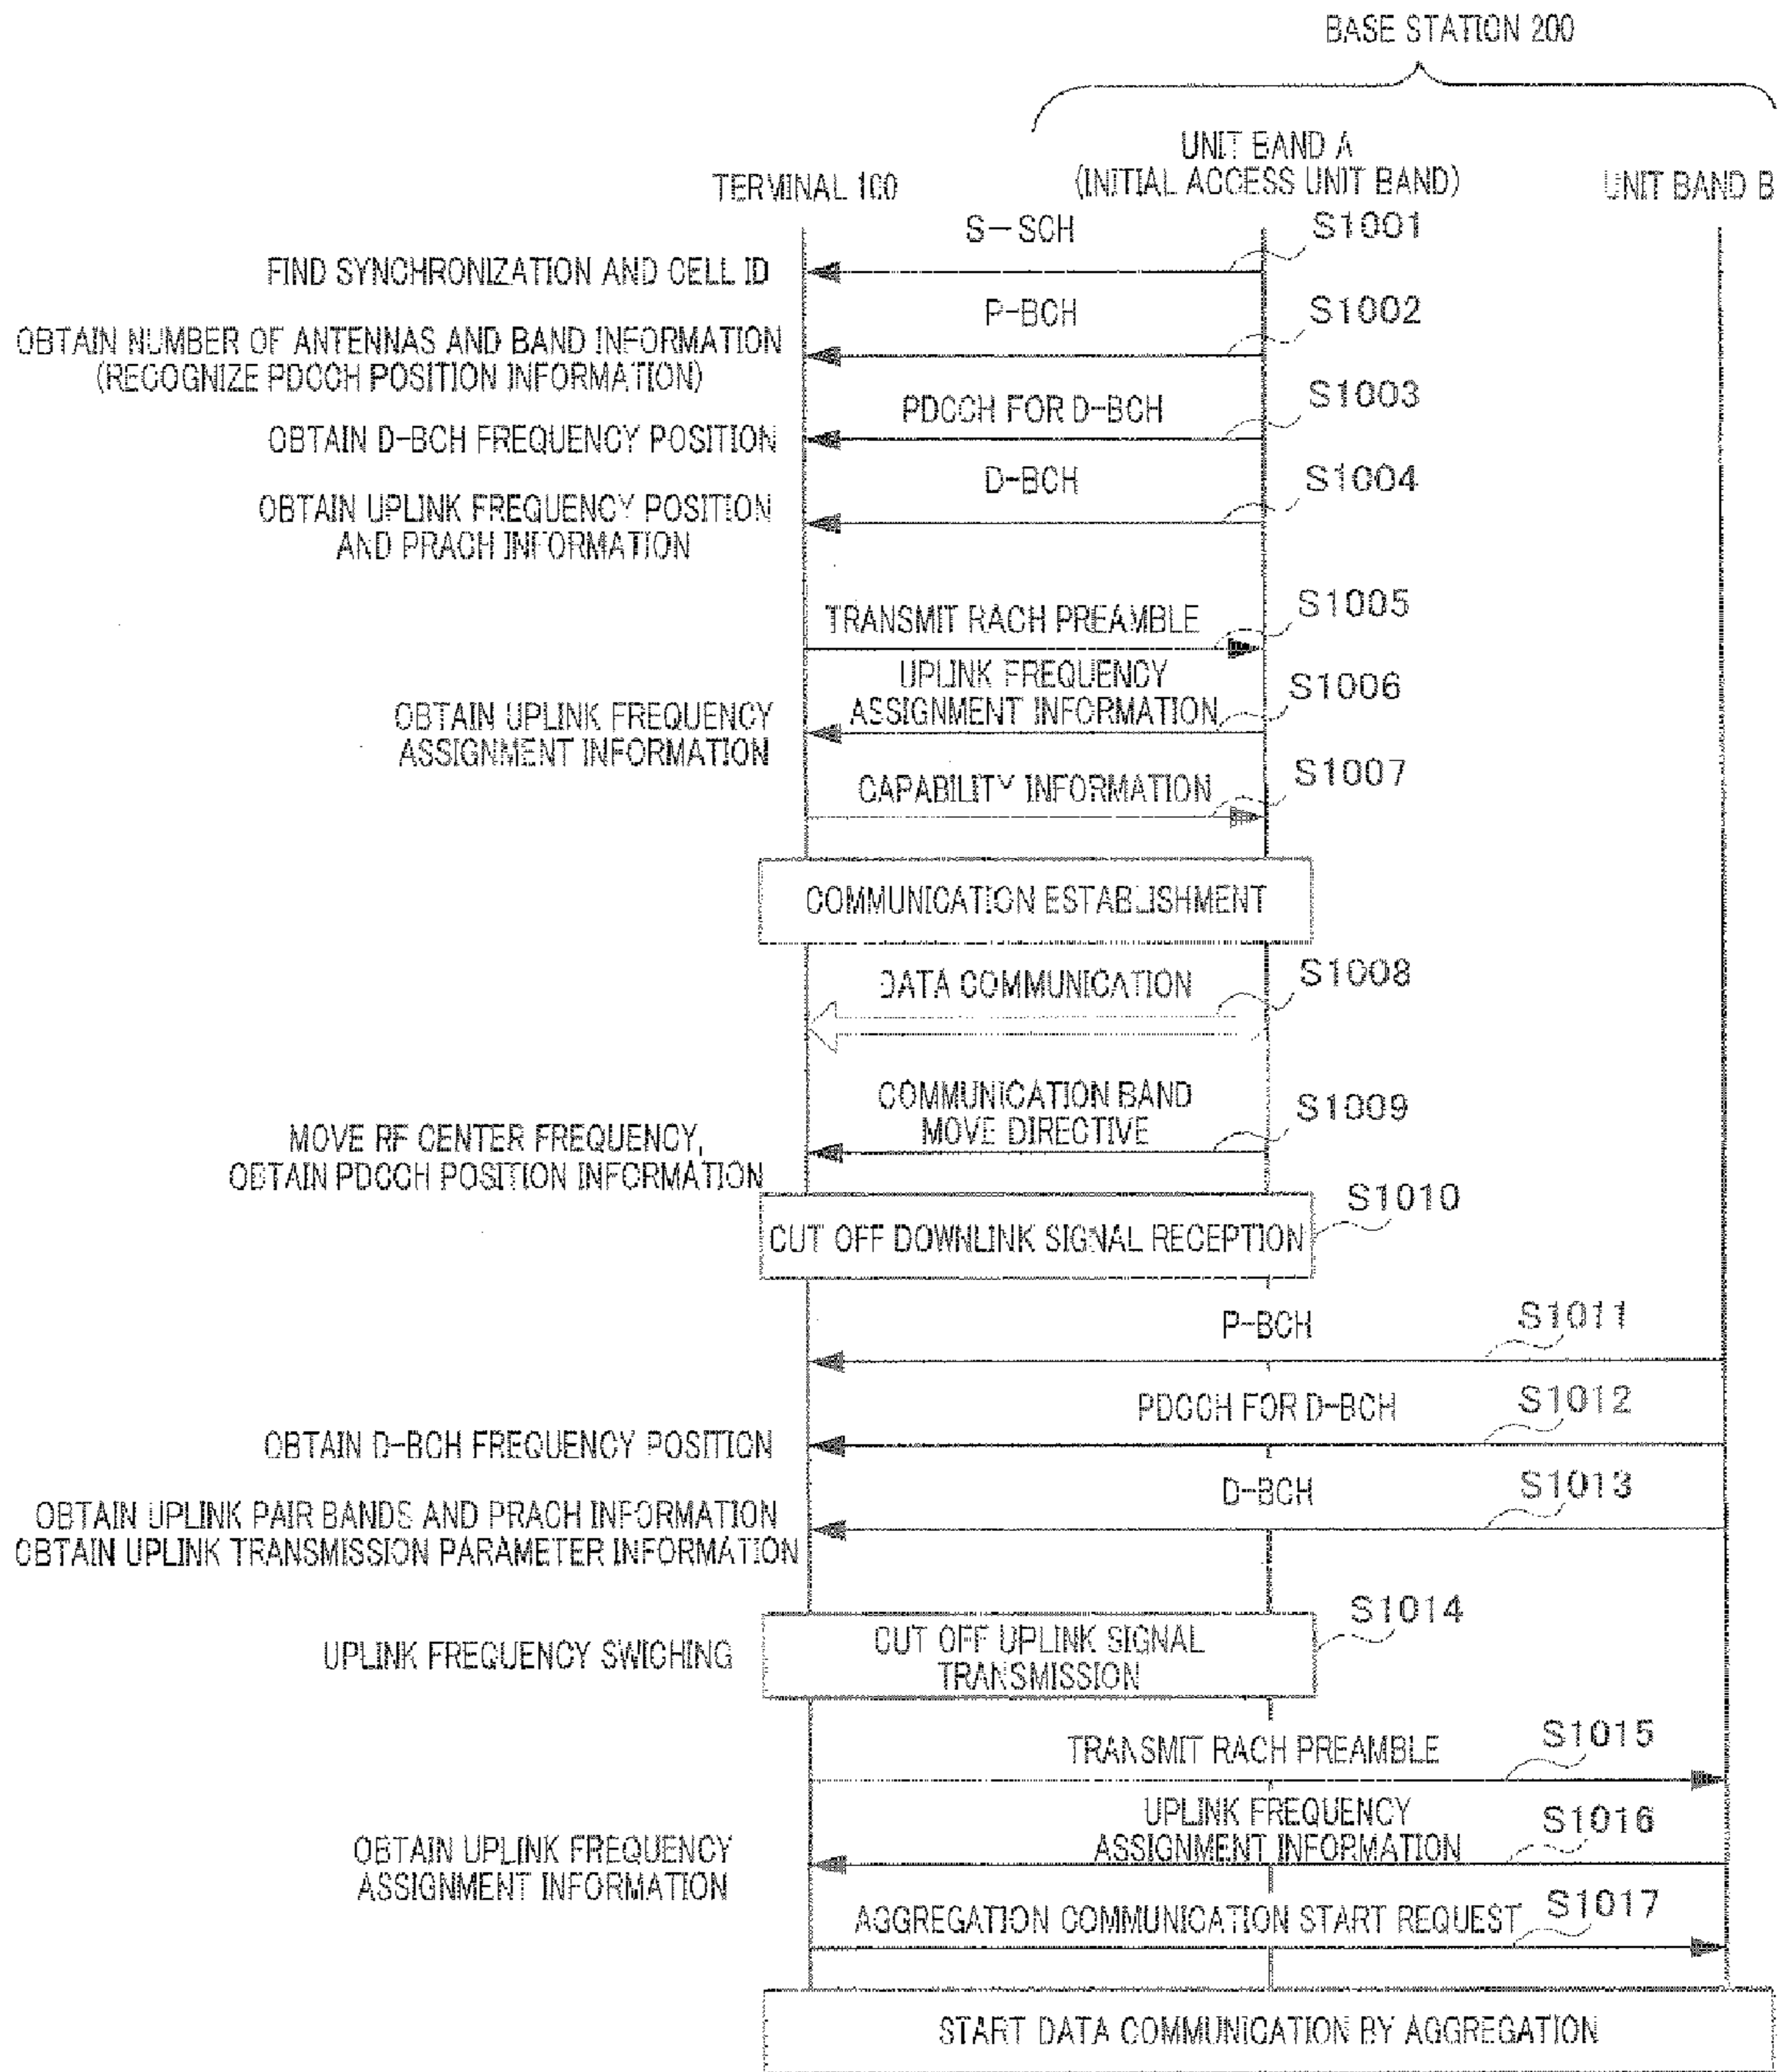 BASE STATION 200
UNIT BAND A
(INITIAL ACCESS UNIT BAND)
TERMINAL 100
UNIT BAND B
S-SCH
S1001
FIND SYNCHRONIZATION AND CELL ID
P-BCH
S1002
OBTAIN NUMBER OF ANTENNAS AND BAND INFORMATION
(RECOGNIZE PDCCH POSITION INFORMATION)
PDCCH FOR D-BCH
S1003
OBTAIN D-BCH FREQUENCY POSITION
D-BCH
S1004
OBTAIN UPLINK FREQUENCY POSITION
AND PRACH INFORMATION
TRANSMIT RACH PREAMBLE
S1005
UPLINK FREQUENCY
ASSIGNMENT INFORMATION
S1006
OBTAIN UPLINK FREQUENCY
ASSIGNMENT INFORMATION
CAPABILITY INFORMATION
S1007
COMMUNICATION ESTABLISHMENT
DATA COMMUNICATION
S1008
COMMUNICATION BAND
MOVE DIRECTIVE
S1009
MOVE RF CENTER FREQUENCY,
OBTAIN PDCCH POSITION INFORMATION
CUT OFF DOWNLINK SIGNAL RECEPTION
S1010
P-BCH
S1011
PDCCH FOR D-BCH
S1012
OBTAIN D-BCH FREQUENCY POSITION
D-BCH
S1013
OBTAIN UPLINK PAIR BANDS AND PRACH INFORMATION
OBTAIN UPLINK TRANSMISSION PARAMETER INFORMATION
UPLINK FREQUENCY SWICHING
CUT OFF UPLINK SIGNAL
TRANSMISSION
S1014
TRANSMIT RACH PREAMBLE
S1015
UPLINK FREQUENCY
ASSIGNMENT INFORMATION
S1016
OBTAIN UPLINK FREQUENCY
ASSIGNMENT INFORMATION
AGGREGATION COMMUNICATION START REQUEST
S1017
START DATA COMMUNICATION BY AGGREGATION